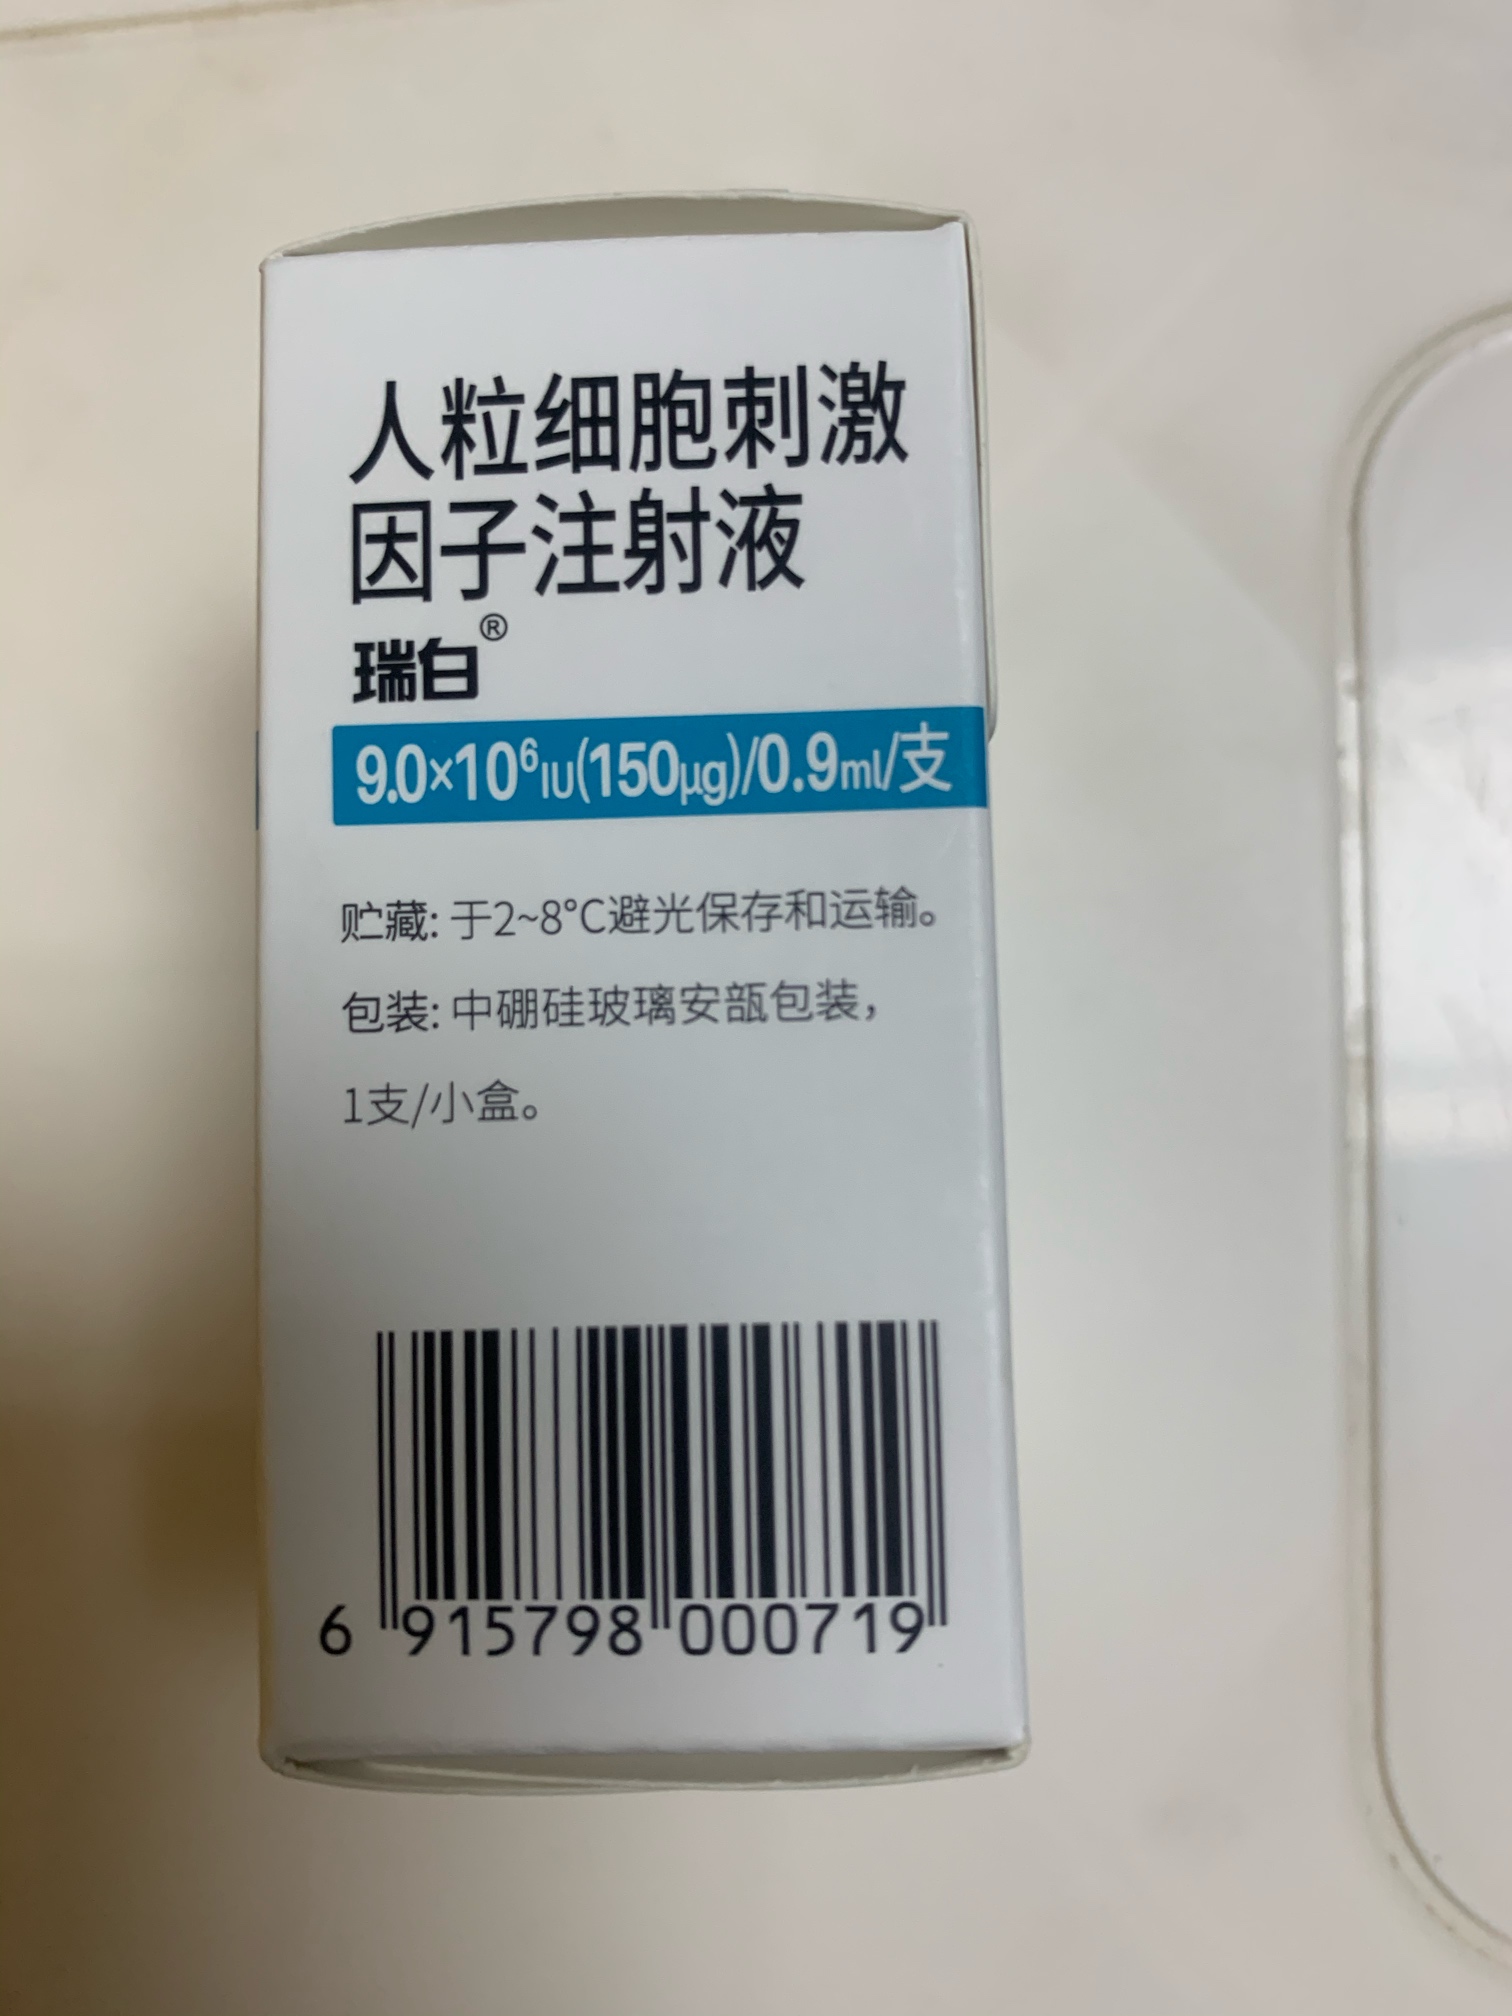 人粒细胞刺激
因子注射液
瑞白®
9.0×10⁶IU(150μg)/0.9ml/支
贮藏: 于2~8°C避光保存和运输。
包装: 中硼硅玻璃安瓿包装，
1支/小盒。
6 915798 000719